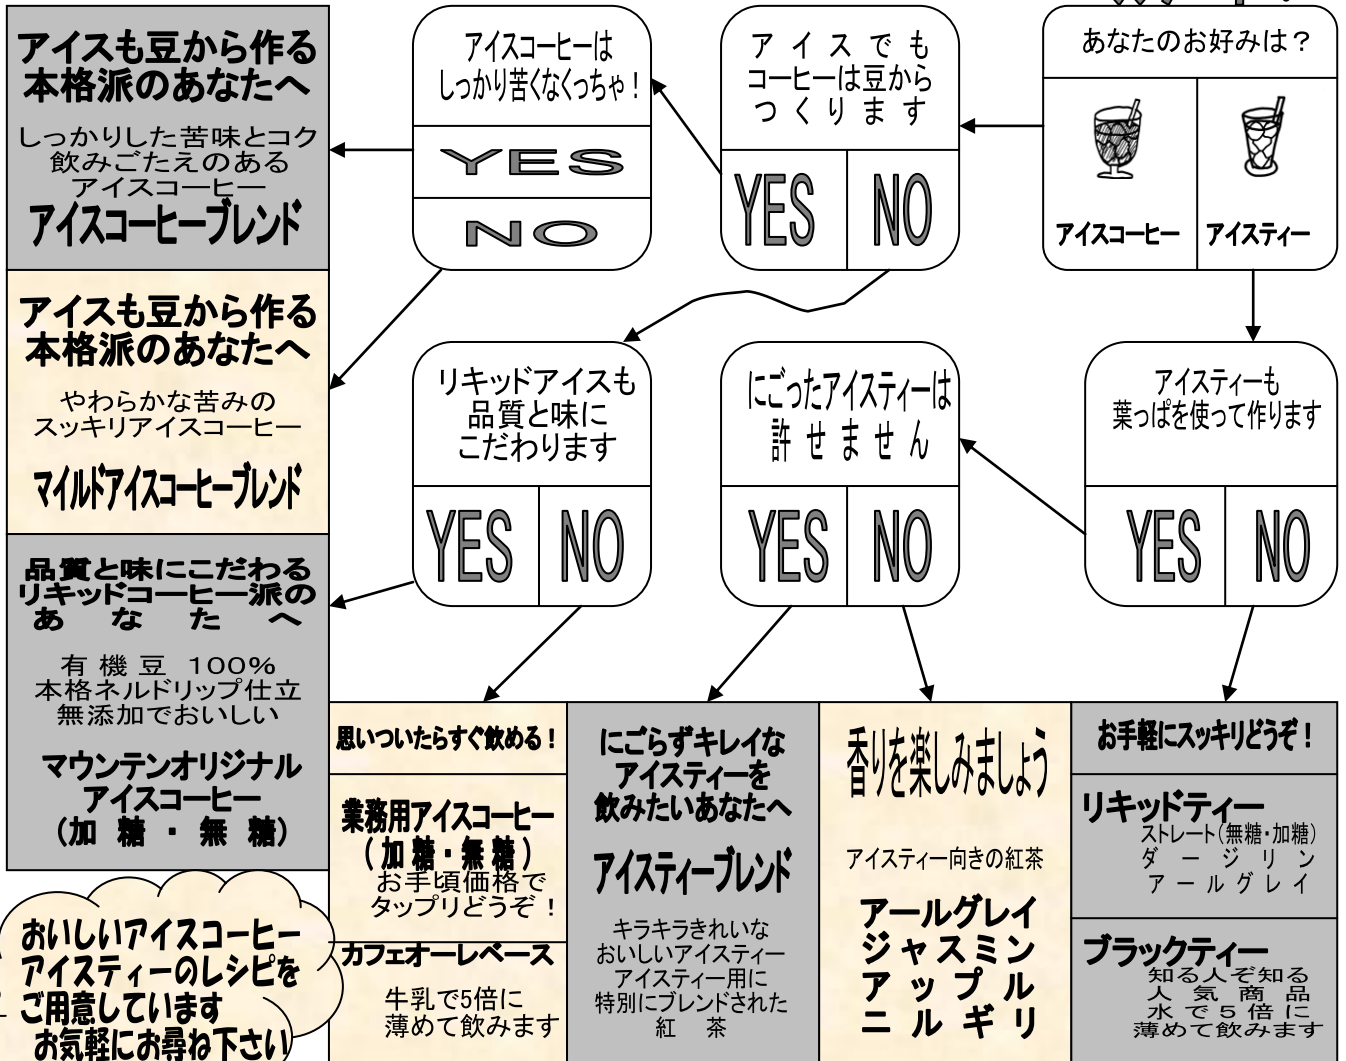 あなたのお好みは？
アイスコーヒー
アイスティー
アイスでも
コーヒーは豆から
つくります
YES
NO
アイスコーヒーは
しっかり苦くなくっちゃ！
YES
NO
アイスも豆から作る
本格派のあなたへ
しっかりした苦味とコク
飲みごたえのある
アイスコーヒー
アイスコーヒーブレンド
アイスも豆から作る
本格派のあなたへ
やわらかな苦みの
スッキリアイスコーヒー
マイルドアイスコーヒーブレンド
リキッドアイスも
品質と味に
こだわります
YES
NO
にごったアイスティーは
許せません
YES
NO
アイスティーも
葉っぱを使って作ります
YES
NO
品質と味にこだわる
リキッドコーヒー派の
あなたへ
有機豆 100%
本格ネルドリップ仕立
無添加でおいしい
マウンテンオリジナル
アイスコーヒー
(加糖・無糖)
思いついたらすぐ飲める！
業務用アイスコーヒー
(加糖・無糖)
お手頃価格で
タップリどうぞ！
カフェオーレベース
牛乳で5倍に
薄めて飲みます
にごらずキレイな
アイスティーを
飲みたいあなたへ
アイスティーブレンド
キラキラきれいな
おいしいアイスティー
アイスティー用に
特別にブレンドされた
紅茶
香りを楽しみましょう
アイスティー向きの紅茶
アールグレイ
ジャスミン
アップル
ニルギリ
お手軽にスッキリどうぞ！
リキッドティー
ストレート(無糖・加糖)
ダージリン
アールグレイ
ブラックティー
知る人ぞ知る
人気商品
水で5倍に
薄めて飲みます
おいしいアイスコーヒー
アイスティーのレシピを
ご用意しています
お気軽にお尋ね下さい